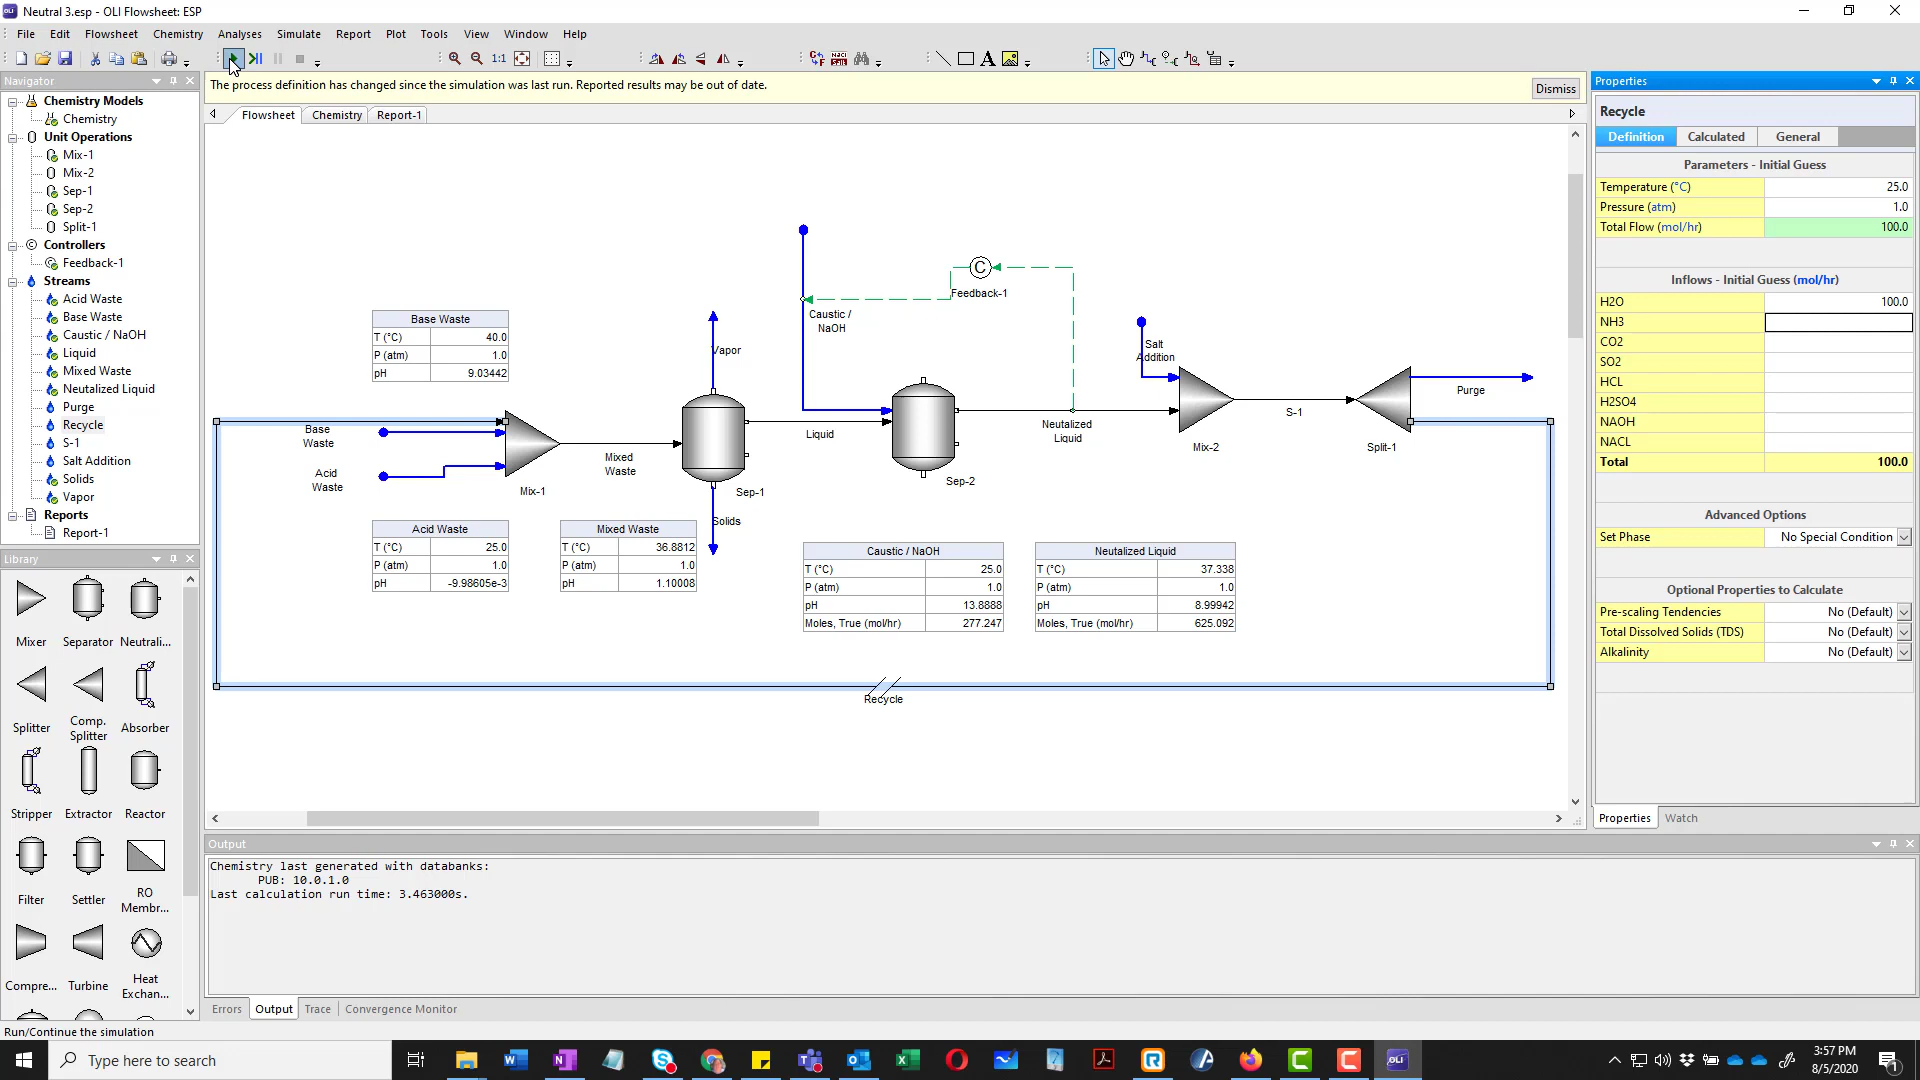 Neutral 3.esp - OLI Flowsheet: ESP
File Edit Flowsheet Chemistry Analyses Simulate Report Plot Tools View Window Help
1:1
Navigator
The process definition has changed since the simulation was last run. Reported results may be out of date.
Dismiss
Flowsheet Chemistry Report-1
Chemistry Models
Chemistry
Unit Operations
Mix-1
Mix-2
Sep-1
Sep-2
Split-1
Controllers
Feedback-1
Streams
Acid Waste
Base Waste
Caustic / NaOH
Liquid
Mixed Waste
Neutalized Liquid
Purge
Recycle
S-1
Salt Addition
Solids
Vapor
Reports
Report-1
Library
Mixer Separator Neutrali...
Splitter Comp. Splitter Absorber
Stripper Extractor Reactor
Filter Settler RO Membr...
Compre... Turbine Heat Exchan...
Base Waste
T (°C) 40.0
P (atm) 1.0
pH 9.03442
Base
Waste
Acid
Waste
Mix-1
Mixed
Waste
Vapor
Sep-1
Solids
Liquid
Caustic /
NaOH
C
Feedback-1
Sep-2
Neutalized
Liquid
Salt
Addition
Mix-2
S-1
Split-1
Purge
Acid Waste
T (°C) 25.0
P (atm) 1.0
pH -9.98605e-3
Mixed Waste
T (°C) 36.8812
P (atm) 1.0
pH 1.10008
Caustic / NaOH
T (°C) 25.0
P (atm) 1.0
pH 13.8888
Moles, True (mol/hr) 277.247
Neutalized Liquid
T (°C) 37.338
P (atm) 1.0
pH 8.99942
Moles, True (mol/hr) 625.092
Recycle
Properties
Recycle
Definition Calculated General
Parameters - Initial Guess
Temperature (°C) 25.0
Pressure (atm) 1.0
Total Flow (mol/hr) 100.0
Inflows - Initial Guess (mol/hr)
H2O 100.0
NH3
CO2
SO2
HCL
H2SO4
NAOH
NACL
Total 100.0
Advanced Options
Set Phase No Special Condition
Optional Properties to Calculate
Pre-scaling Tendencies No (Default)
Total Dissolved Solids (TDS) No (Default)
Alkalinity No (Default)
Properties Watch
Output
Chemistry last generated with databanks:
PUB: 10.0.1.0
Last calculation run time: 3.463000s.
Errors Output Trace Convergence Monitor
Run/Continue the simulation
Type here to search
3:57 PM
8/5/2020